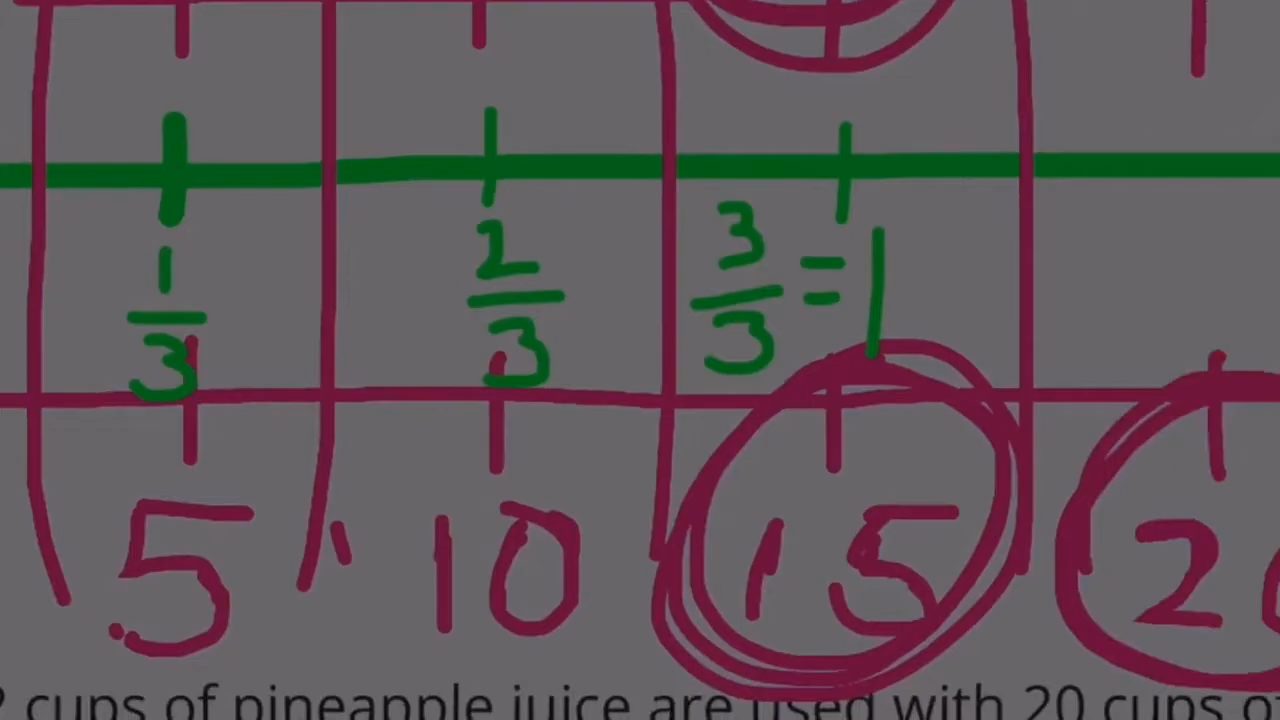 1/3 2/3 3/3 = 1
5 10 15 2
cups of pineapple juice are used with 20 cups